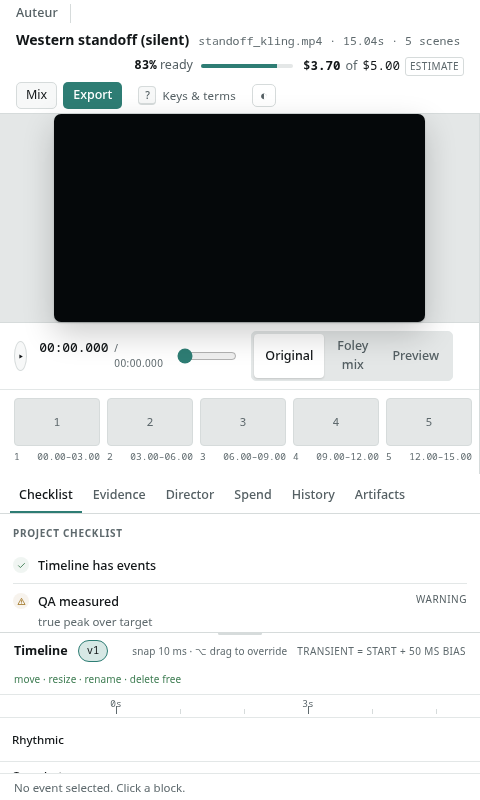 Auteur
Western standoff (silent) standoff_kling.mp4 · 15.04s · 5 scenes
83% ready $3.70 of $5.00 ESTIMATE
Mix Export ? Keys & terms
00:00.000 / 00:00.000 Original Foley mix Preview
1 2 3 4 5
1 00.00–03.00 2 03.00–06.00 3 06.00–09.00 4 09.00–12.00 5 12.00–15.00
Checklist Evidence Director Spend History Artifacts
PROJECT CHECKLIST
Timeline has events
QA measured WARNING
true peak over target
Timeline v1 snap 10 ms · ⌥ drag to override TRANSIENT = START + 50 MS BIAS
move · resize · rename · delete free
0s 3s
Rhythmic
No event selected. Click a block.